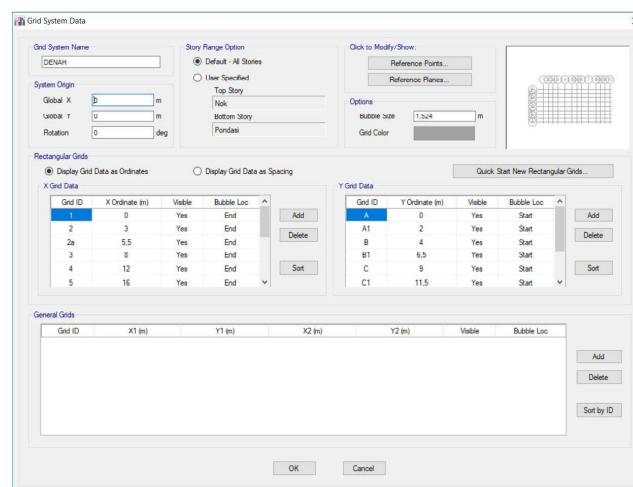 Grid System Data
Grid System Name
DENAH
System Origin
Global X 0 m
Global Y 0 m
Rotation 0 deg
Story Range Option
Default - All Stories
User Specified
Top Story
Nok
Bottom Story
Pondasi
Click to Modify/Show:
Reference Points...
Reference Planes...
Options
Bubble Size 1,524 m
Grid Color
Rectangular Grids
Display Grid Data as Ordinates
Display Grid Data as Spacing
Quick Start New Rectangular Grids...
X Grid Data
Grid ID X Ordinate (m) Visible Bubble Loc
1 0 Yes End
2 3 Yes End
2a 5,5 Yes End
3 8 Yes End
4 12 Yes End
5 16 Yes End
Add
Delete
Sort
Y Grid Data
Grid ID Y Ordinate (m) Visible Bubble Loc
A 0 Yes Start
A1 2 Yes Start
B 4 Yes Start
B1 6,5 Yes Start
C 9 Yes Start
C1 11,5 Yes Start
Add
Delete
Sort
General Grids
Grid ID X1 (m) Y1 (m) X2 (m) Y2 (m) Visible Bubble Loc
Add
Delete
Sort by ID
OK Cancel